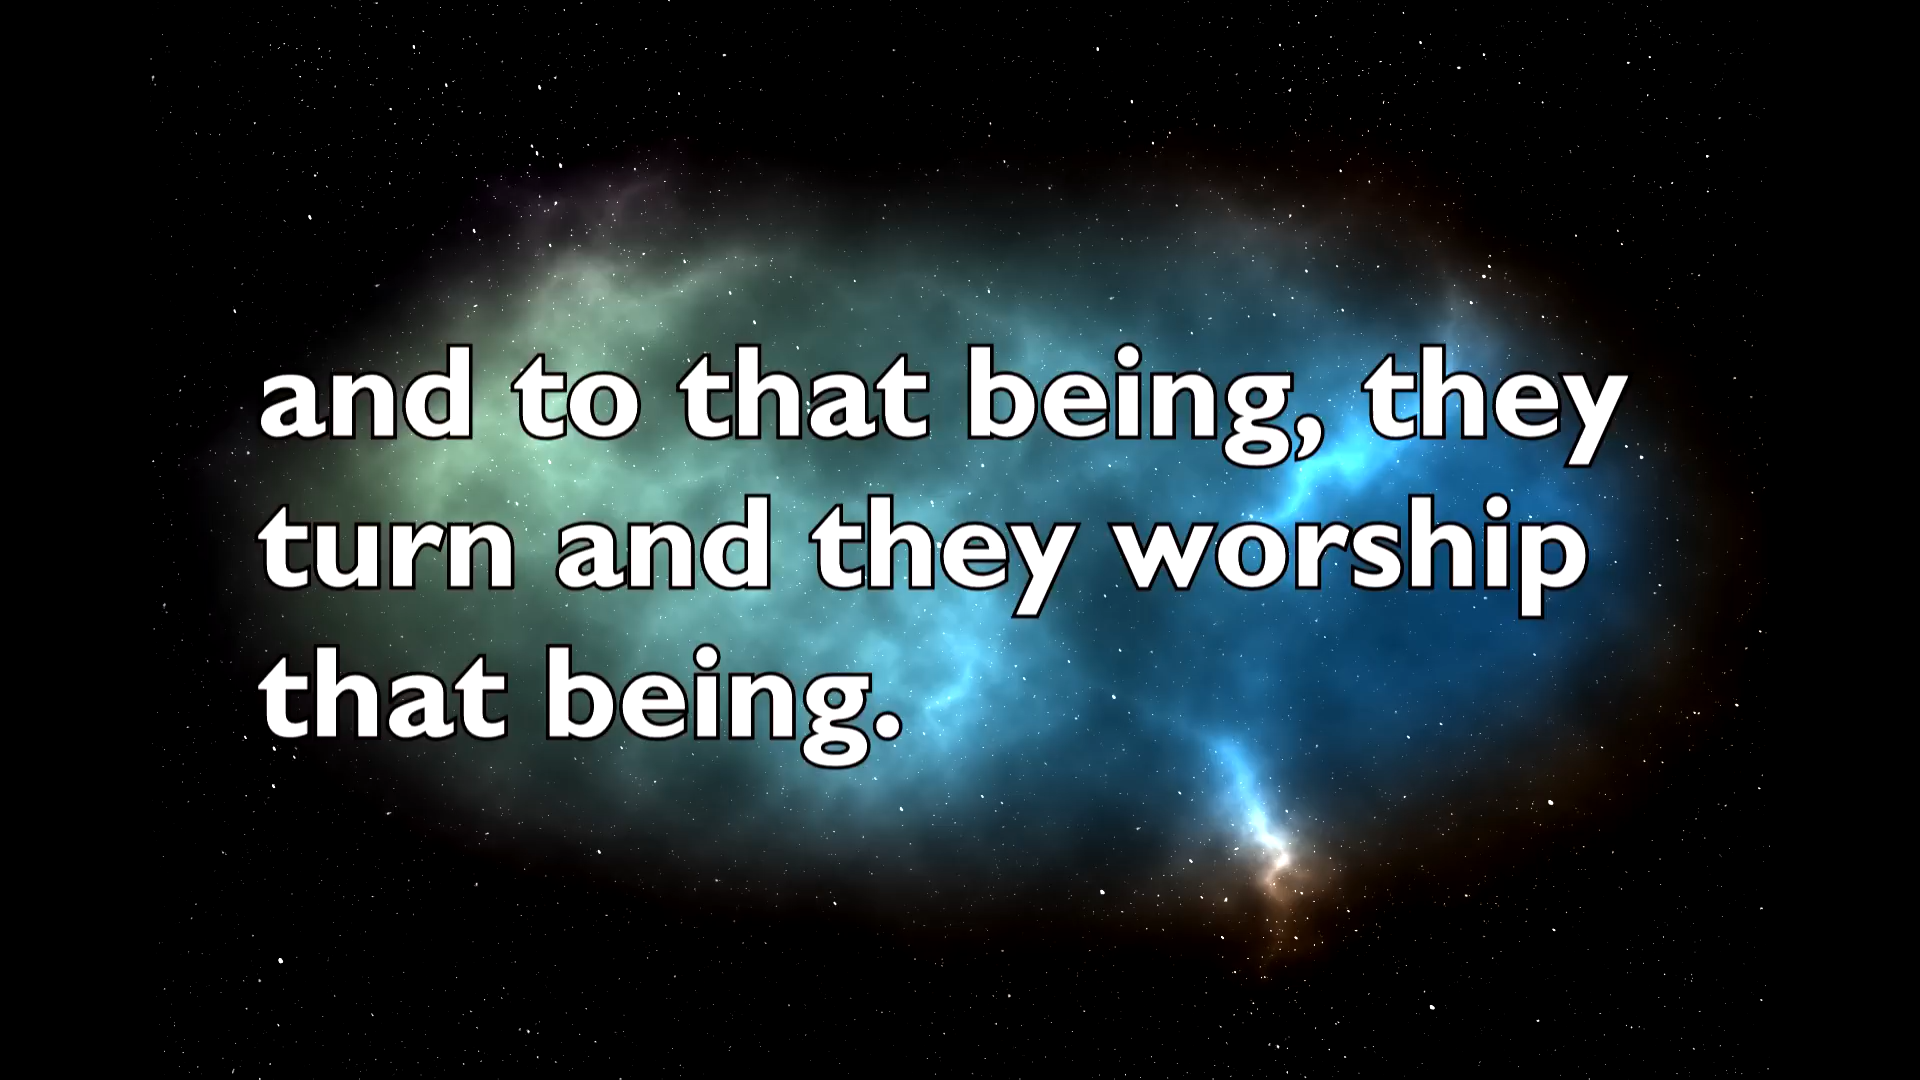 and to that being, they
turn and they worship
that being.